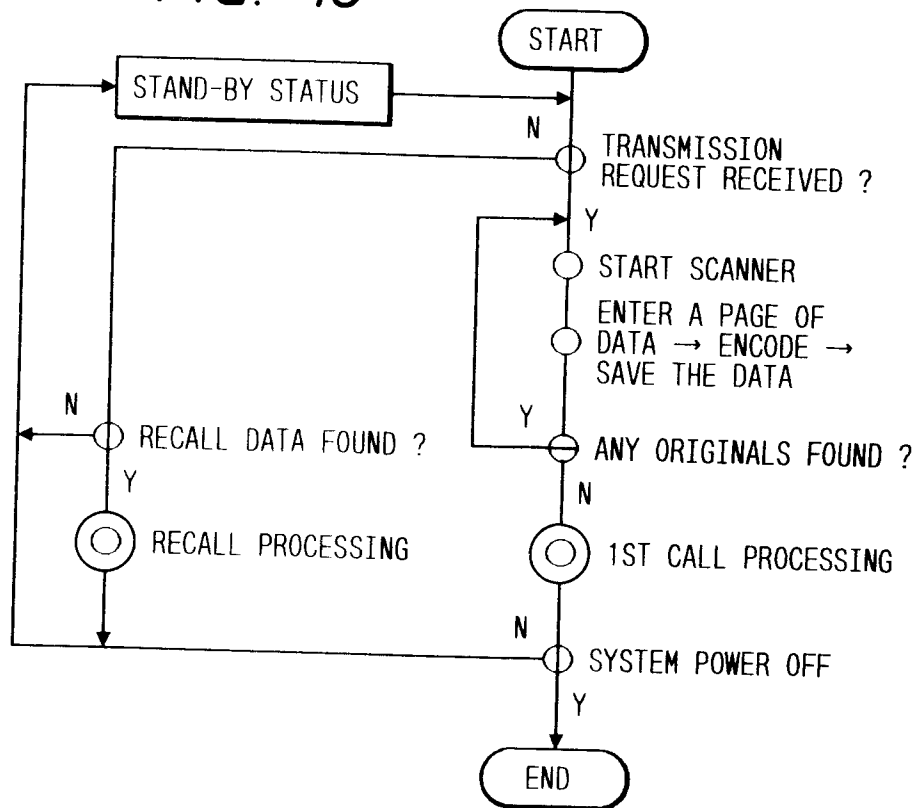 FIG.
START
STAND-BY STATUS
N
TRANSMISSION
REQUEST RECEIVED ?
Y
START SCANNER
ENTER A PAGE OF
DATA → ENCODE →
SAVE THE DATA
N
Y
RECALL DATA FOUND ?
ANY ORIGINALS FOUND ?
Y
N
RECALL PROCESSING
1ST CALL PROCESSING
N
SYSTEM POWER OFF
Y
END